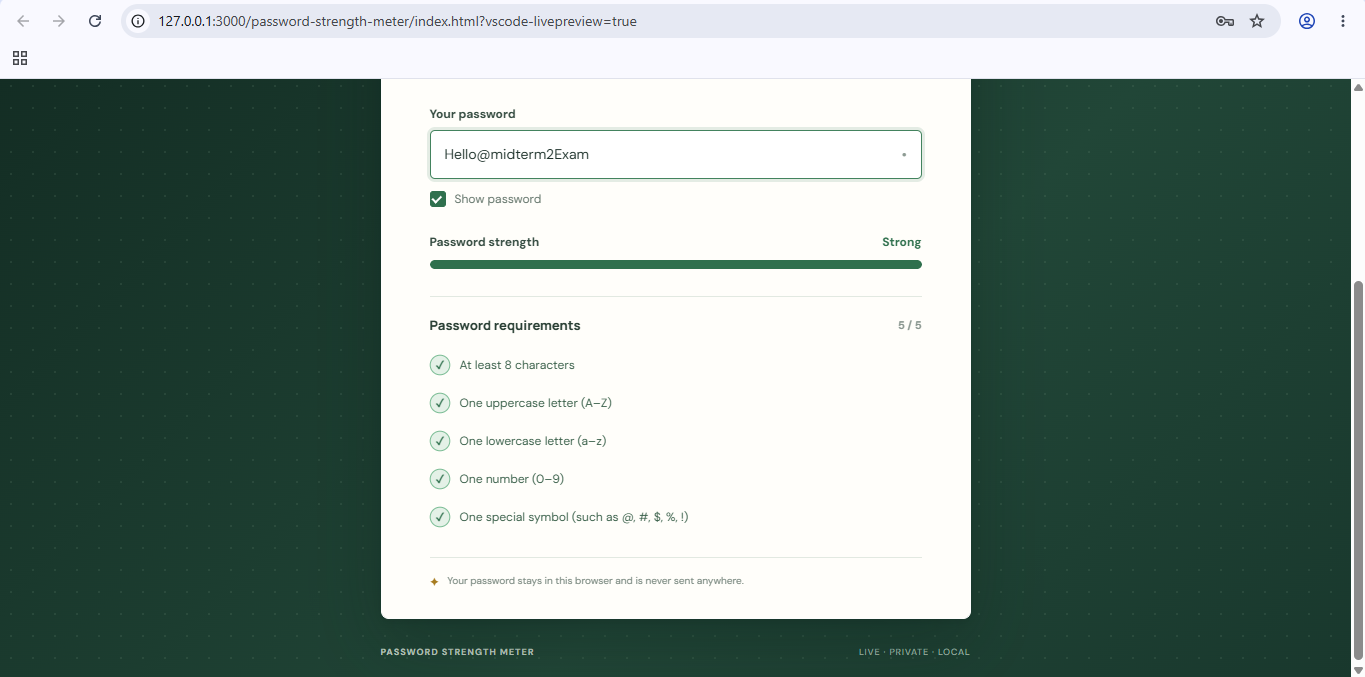 127.0.0.1:3000/password-strength-meter/index.html?vscode-livepreview=true
Your password
Hello@midterm2Exam
Show password
Password strength
Strong
Password requirements
5 / 5
At least 8 characters
One uppercase letter (A–Z)
One lowercase letter (a–z)
One number (0–9)
One special symbol (such as @, #, $, %, !)
Your password stays in this browser and is never sent anywhere.
PASSWORD STRENGTH METER
LIVE · PRIVATE · LOCAL